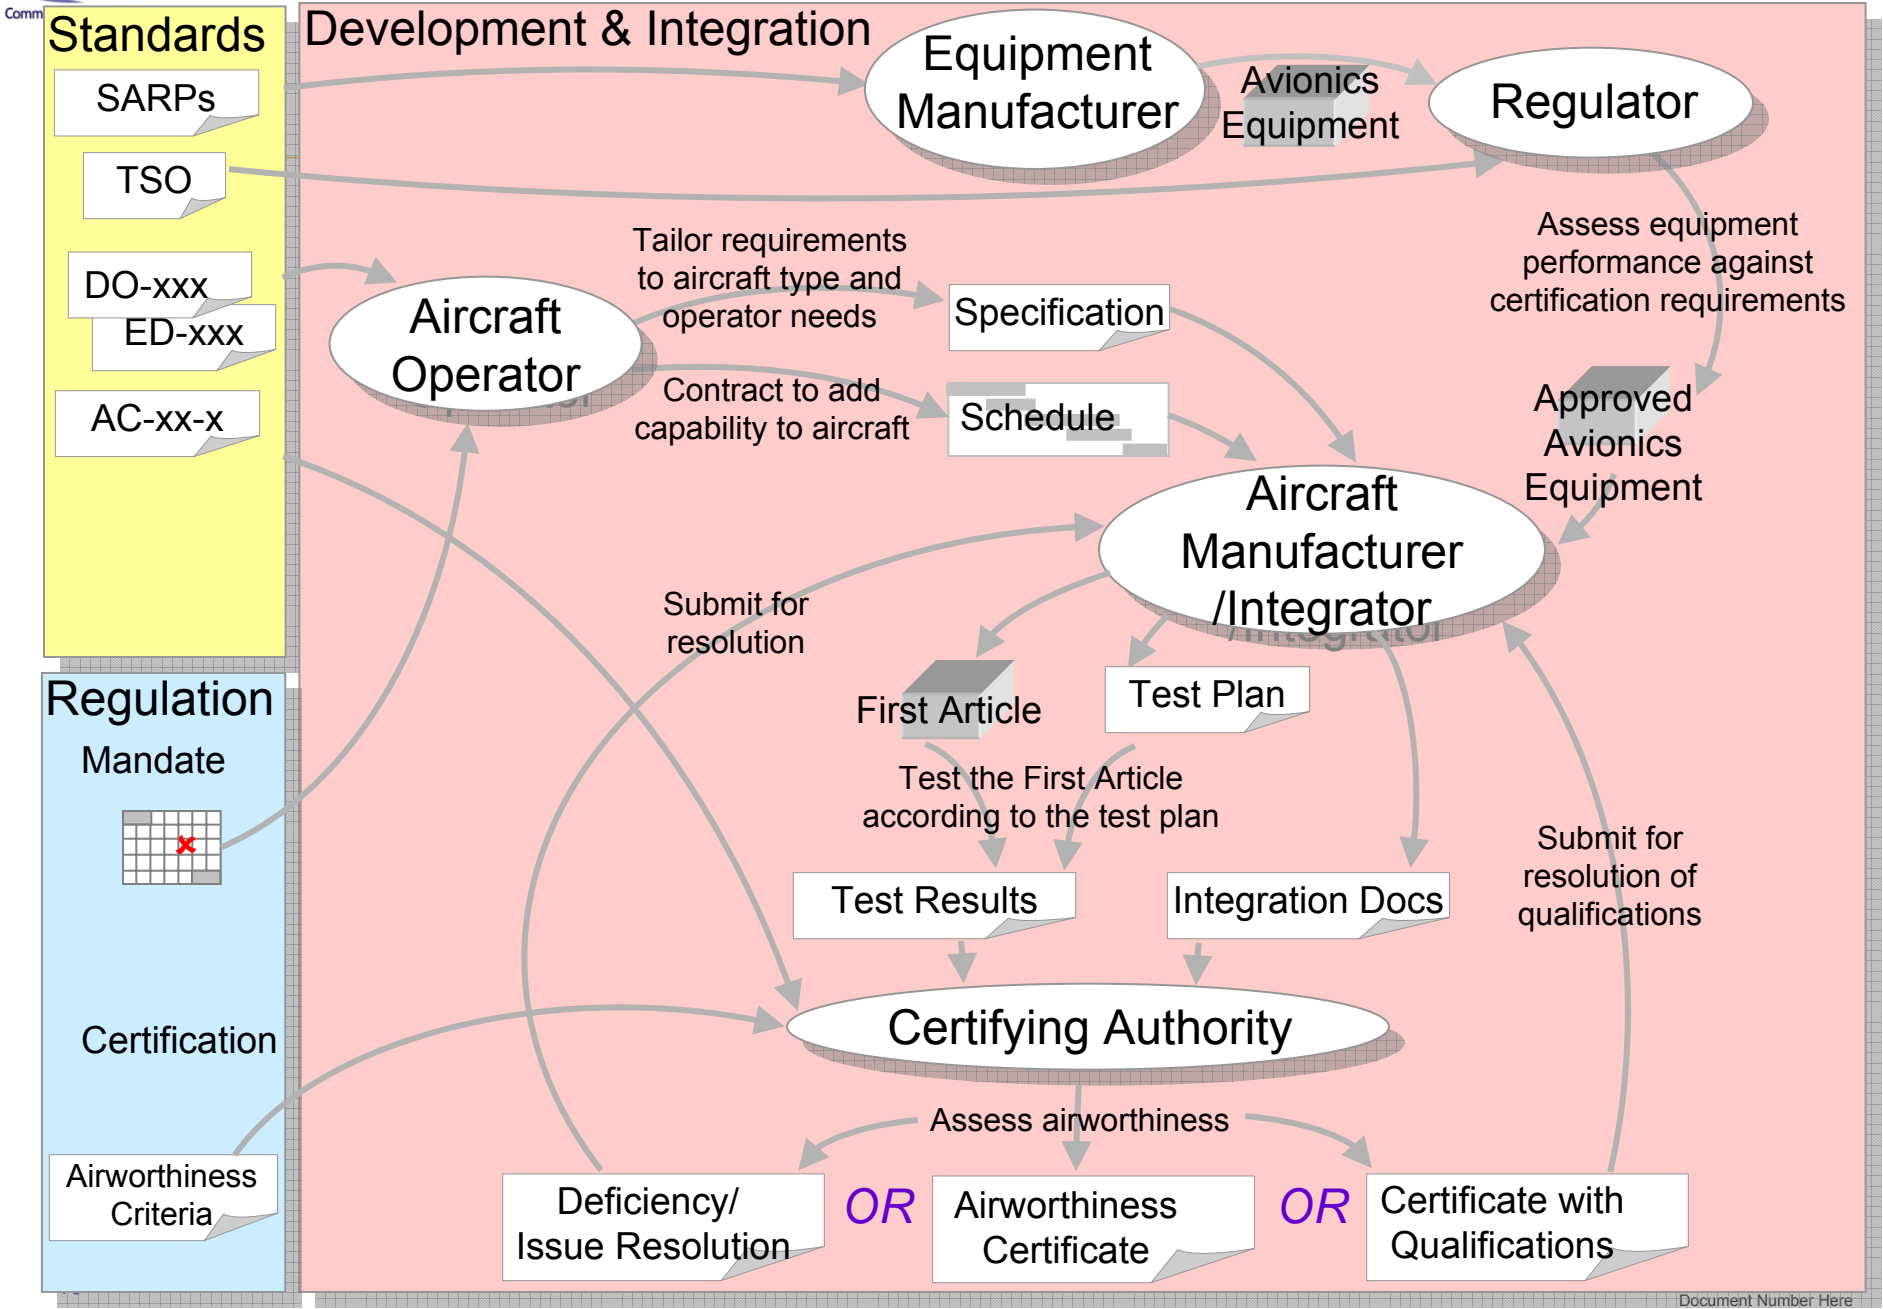 Comm
Standards
SARPs
TSO
DO-xxx
ED-xxx
AC-xx-x
Regulation
Mandate
Certification
Airworthiness
Criteria
Development & Integration
Equipment
Manufacturer
Avionics
Equipment
Regulator
Tailor requirements
to aircraft type and
operator needs
Aircraft
Operator
Specification
Contract to add
capability to aircraft
Schedule
Assess equipment
performance against
certification requirements
Approved
Avionics
Equipment
Aircraft
Manufacturer
/Integrator
Submit for
resolution
First Article
Test Plan
Test the First Article
according to the test plan
Test Results
Integration Docs
Submit for
resolution of
qualifications
Certifying Authority
Assess airworthiness
Deficiency/
Issue Resolution
OR
Airworthiness
Certificate
OR
Certificate with
Qualifications
Document Number Here